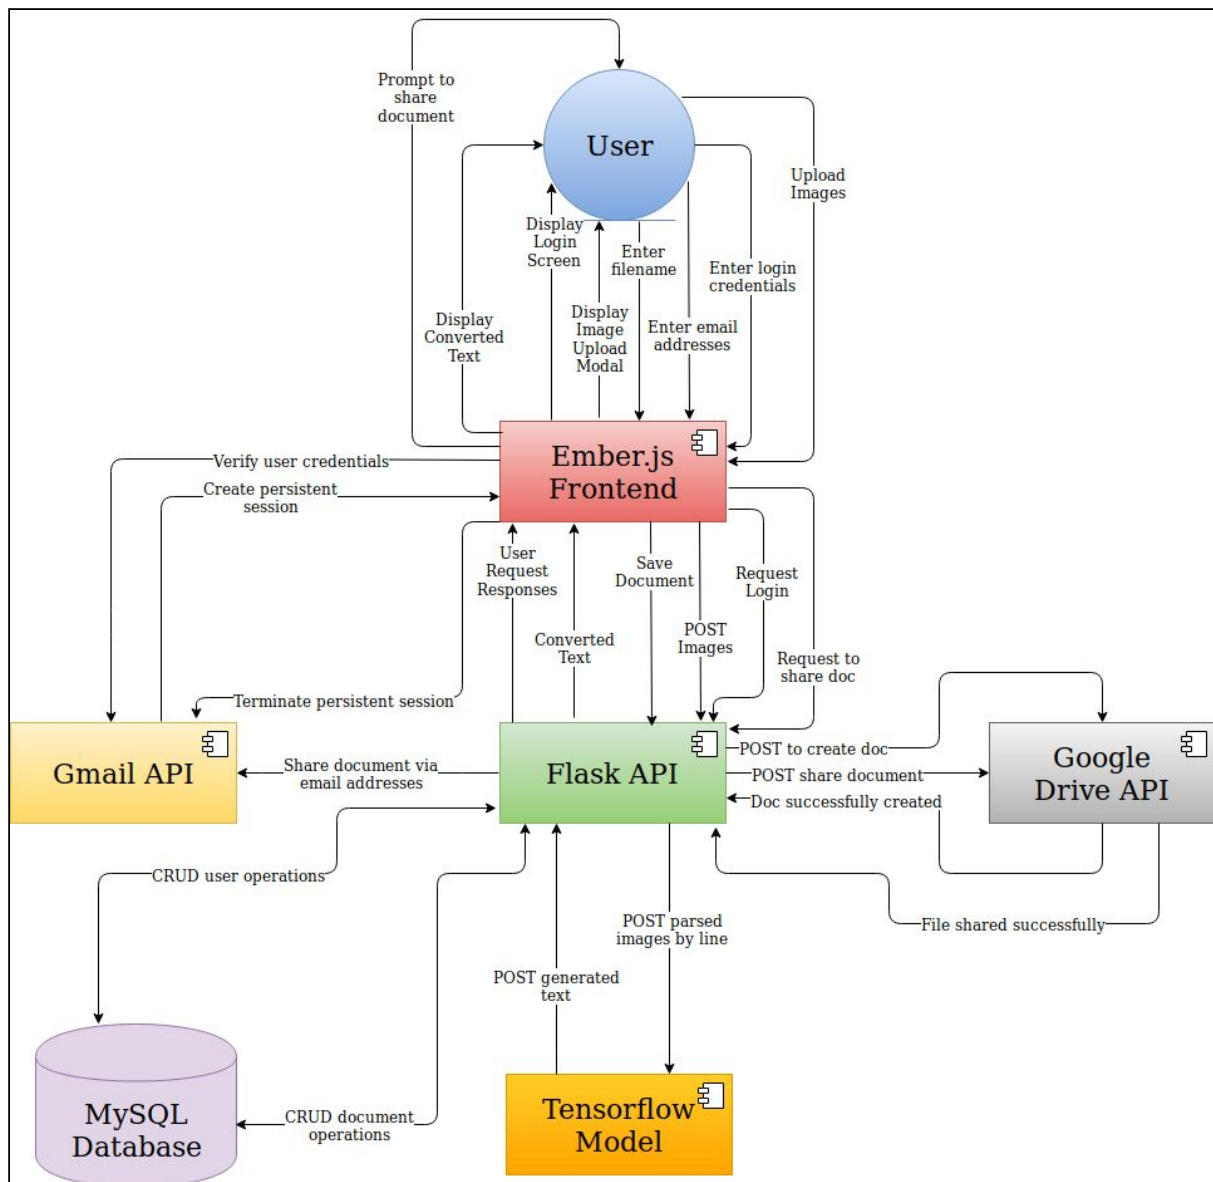 Prompt to
share
document
User
Upload
Images
Display
Login
Screen
Enter
filename
Enter login
credentials
Display
Converted
Text
Display
Image
Upload
Modal
Enter email
addresses
Ember.js
Frontend
Verify user credentials
Create persistent
session
User
Request
Responses
Save
Document
Request
Login
Converted
Text
POST
Images
Request to
share doc
Terminate persistent session
Gmail API
Share document via
email addresses
Flask API
POST to create doc
POST share document
Doc successfully created
Google
Drive API
CRUD user operations
POST parsed
images by line
File shared successfully
POST generated
text
MySQL
Database
CRUD document
operations
Tensorflow
Model